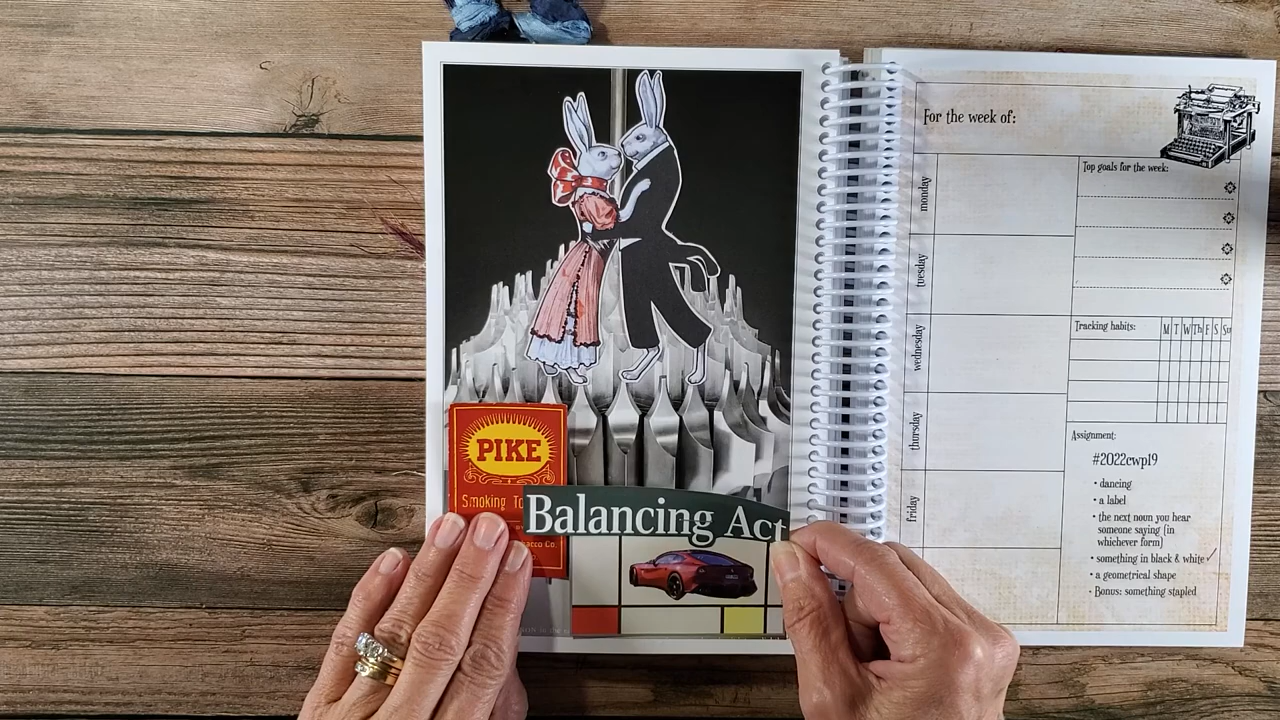 PIKE
Smoking
acco Co.
Balancing Act
For the week of:
monday
tuesday
wednesday
thursday
friday
Top goals for the week:
Tracking habits:
M T W Th F S Su
Assignment:
#2022cwp19
• dancing
• a label
• the next noun you hear
someone saying (in
whichever form)
• something in black & white
• a geometrical shape
• Bonus: something stapled